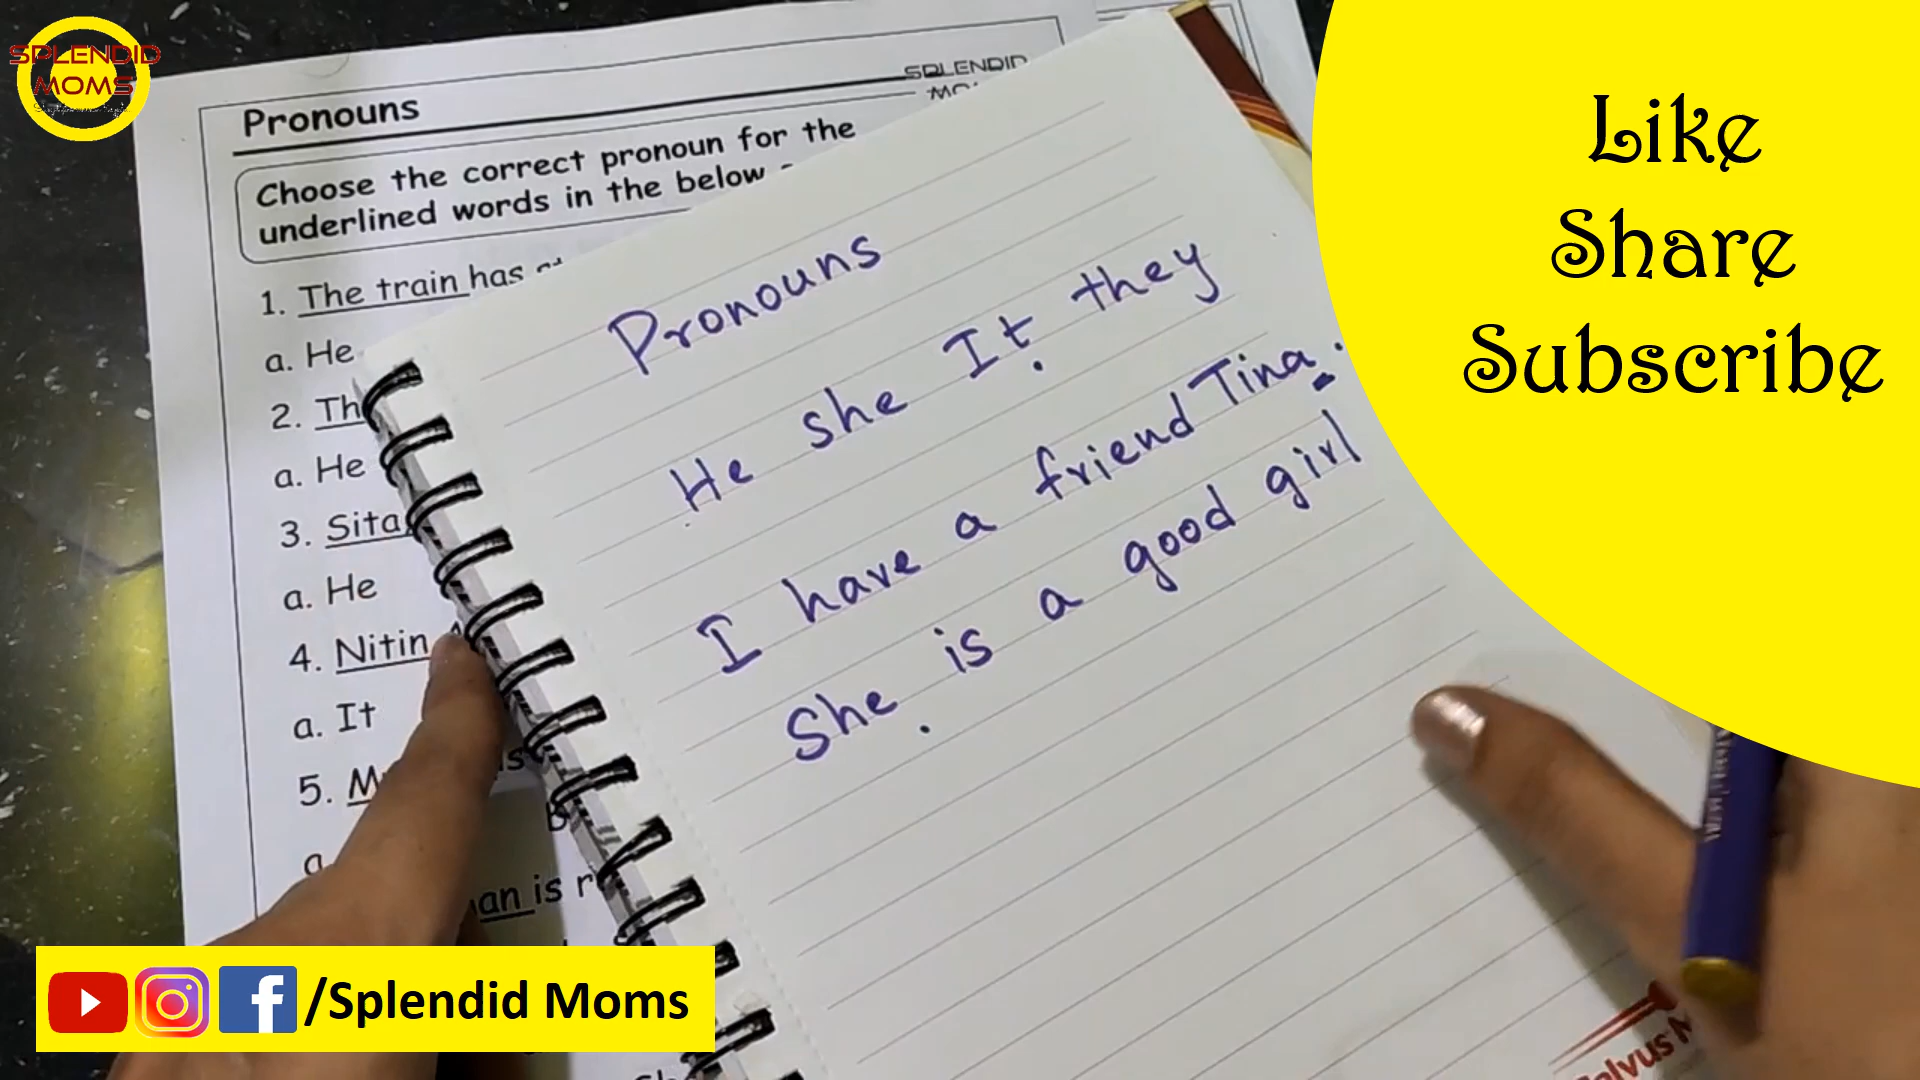 SPLENDID
MOMS
Pronouns
SPLENDID
Choose the correct pronoun for the
underlined words in the below
1. The train has
a. He
2.
a. He
3. Sita
a. He
4. Nitin
a. It
5.
is
Pronouns
He she It they
I have a friend Tina.
She is a good girl
Like
Share
Subscribe
/Splendid Moms